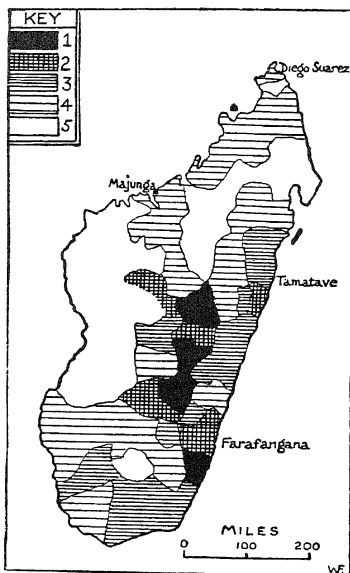 KEY
1
2
3
4
5
Diego Suarez
Majunga
Tamatave
Farafangana
MILES
0 100 200
W.F.